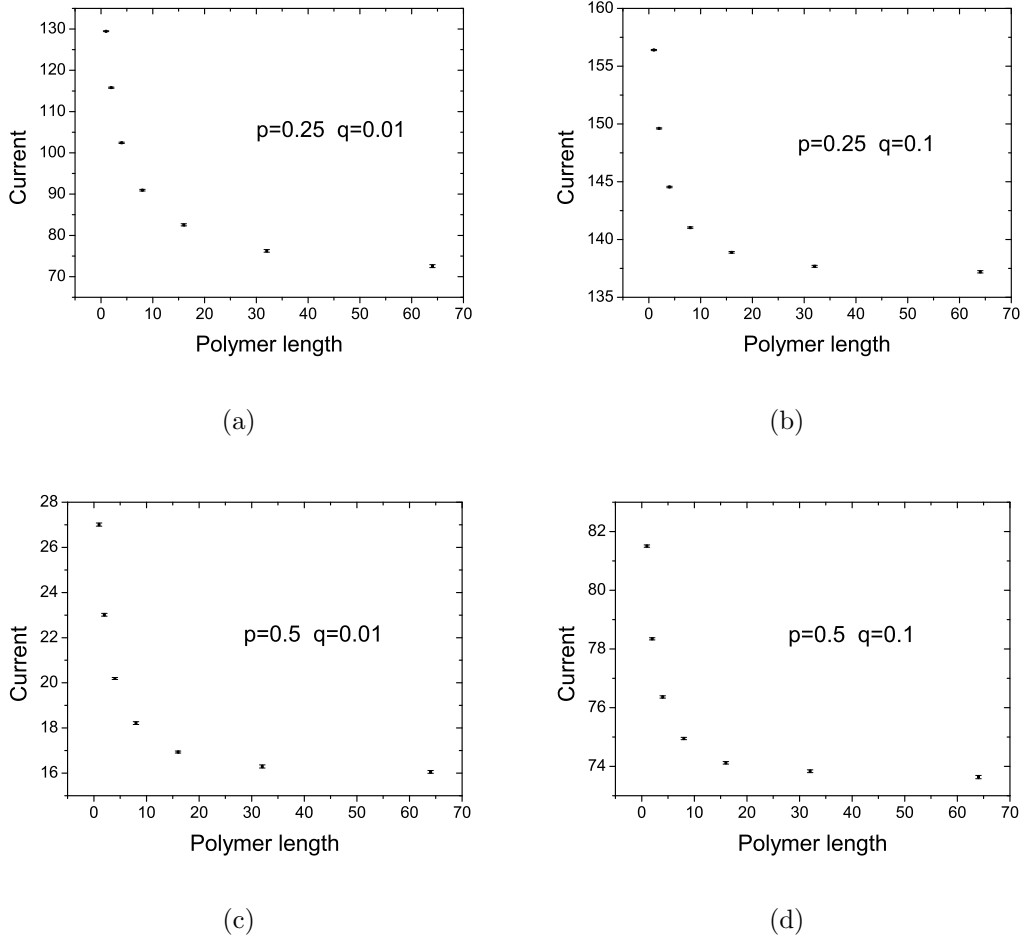 130
120
110
100
90
80
70
Current
p=0.25 q=0.01
0 10 20 30 40 50 60 70
Polymer length
(a)
160
155
150
145
140
135
Current
p=0.25 q=0.1
0 10 20 30 40 50 60 70
Polymer length
(b)
28
26
24
22
20
18
16
Current
p=0.5 q=0.01
0 10 20 30 40 50 60 70
Polymer length
(c)
82
80
78
76
74
Current
p=0.5 q=0.1
0 10 20 30 40 50 60 70
Polymer length
(d)